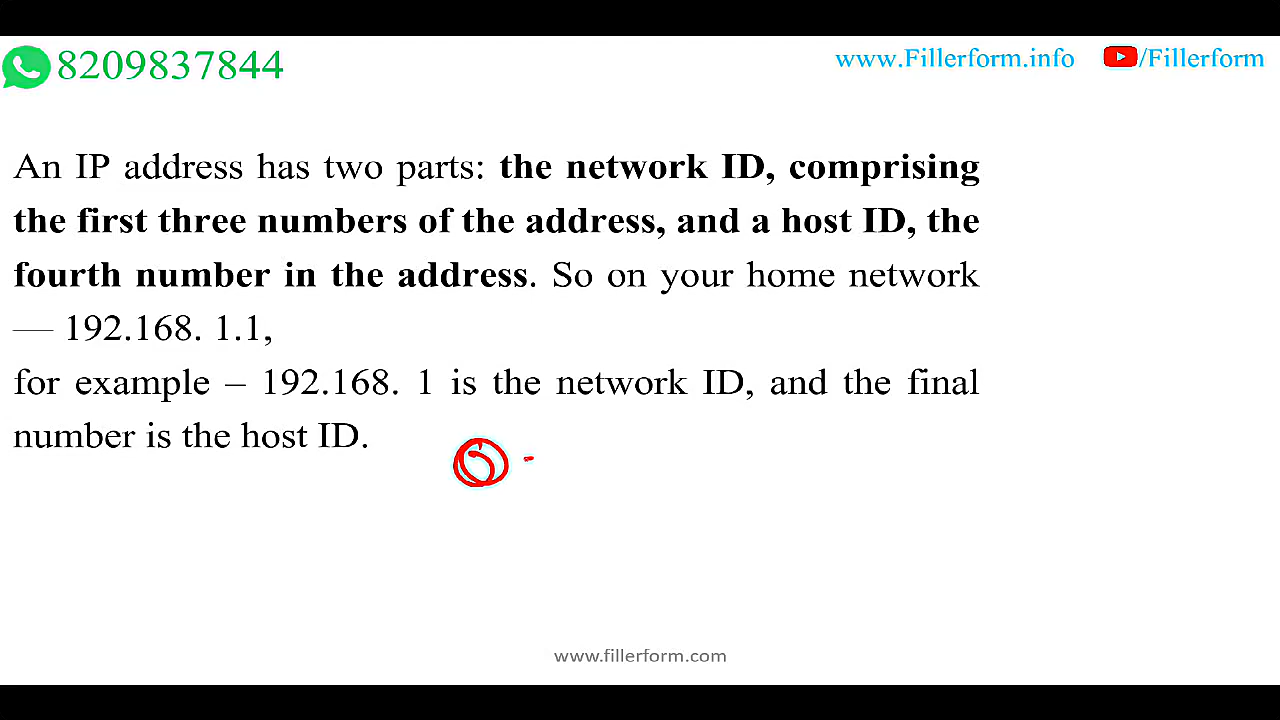 8209837844
www.Fillerform.info
/Fillerform
An IP address has two parts: the network ID, comprising
the first three numbers of the address, and a host ID, the
fourth number in the address. So on your home network
— 192.168. 1.1,
for example – 192.168. 1 is the network ID, and the final
number is the host ID.
www.fillerform.com